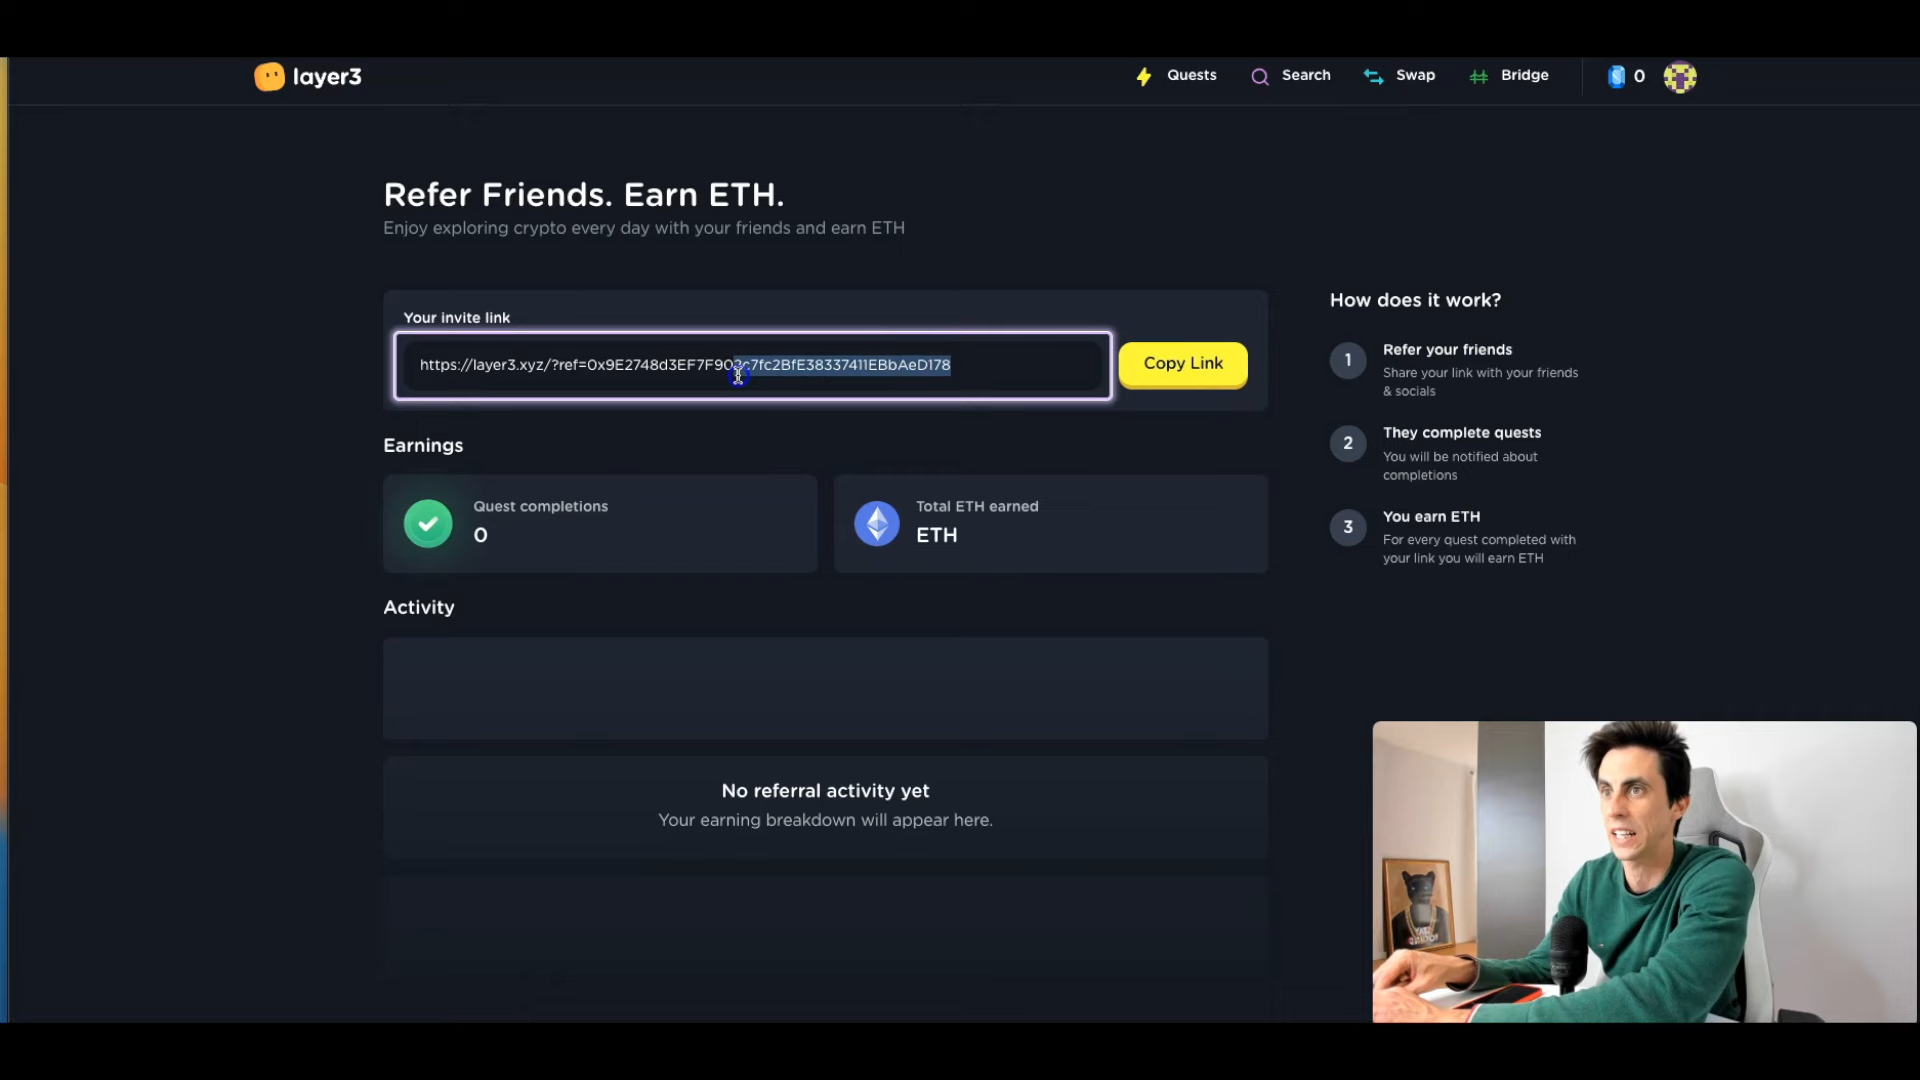 layer3
Quests
Search
Swap
Bridge
0
Refer Friends. Earn ETH.
Enjoy exploring crypto every day with your friends and earn ETH
Your invite link
https://layer3.xyz/?ref=0x9E2748d3EF7F902c7fc2BfE38337411EBbAeD178
Copy Link
Earnings
Quest completions
0
Total ETH earned
ETH
Activity
No referral activity yet
Your earning breakdown will appear here.
How does it work?
1
Refer your friends
Share your link with your friends
& socials
2
They complete quests
You will be notified about
completions
3
You earn ETH
For every quest completed with
your link you will earn ETH